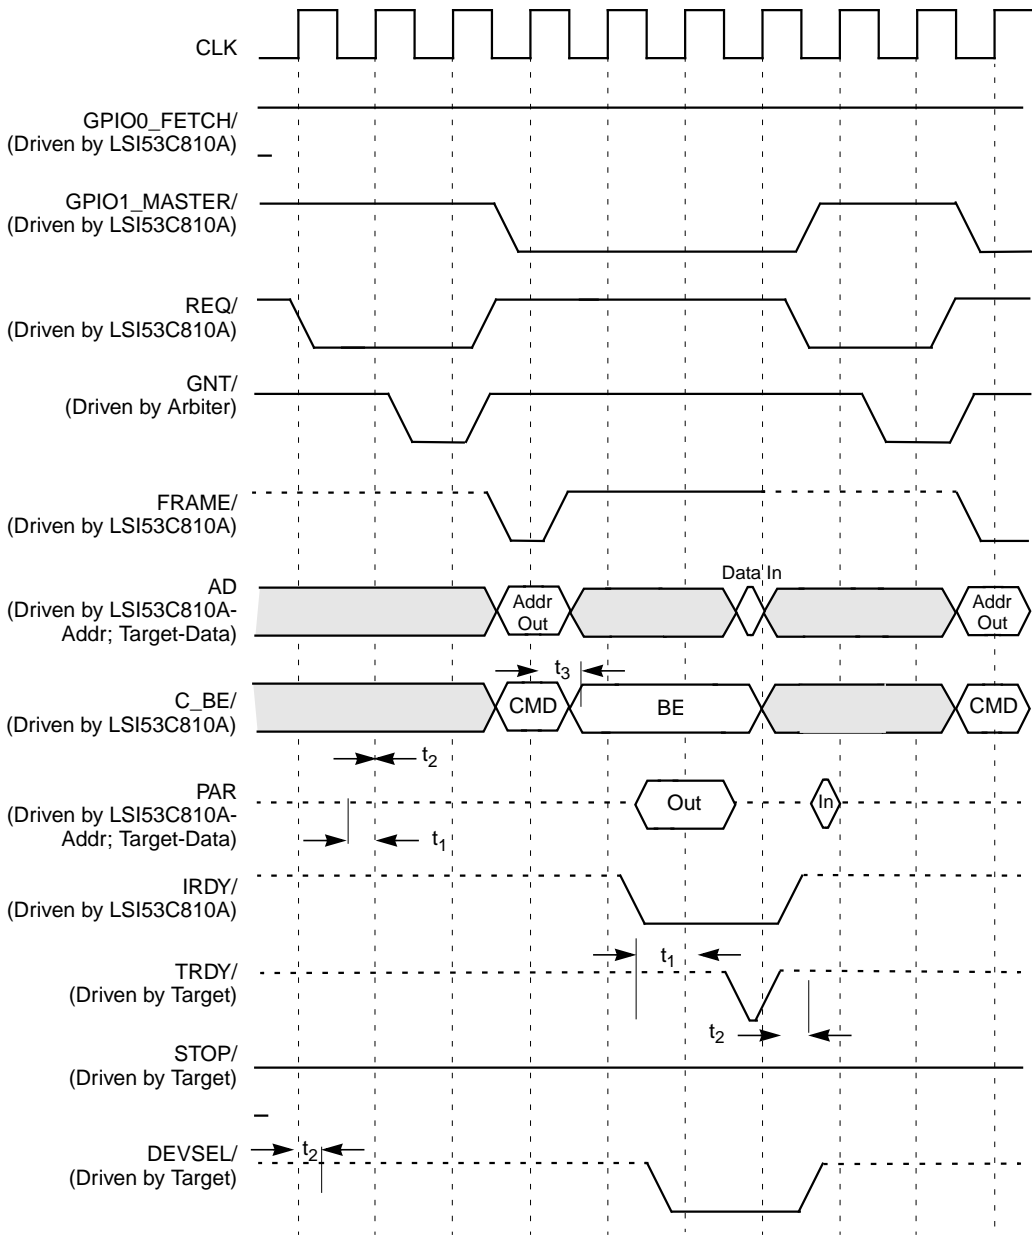 CLK
GPIO0_FETCH/
(Driven by LSI53C810A)
GPIO1_MASTER/
(Driven by LSI53C810A)
REQ/
(Driven by LSI53C810A)
GNT/
(Driven by Arbiter)
FRAME/
(Driven by LSI53C810A)
Data In
AD
(Driven by LSI53C810A-
Addr; Target-Data)
Addr
Out
Addr
Out
t3
C_BE/
(Driven by LSI53C810A)
CMD
BE
CMD
t2
PAR
(Driven by LSI53C810A-
Addr; Target-Data)
Out
In
t1
IRDY/
(Driven by LSI53C810A)
t1
TRDY/
(Driven by Target)
t2
STOP/
(Driven by Target)
t2
DEVSEL/
(Driven by Target)